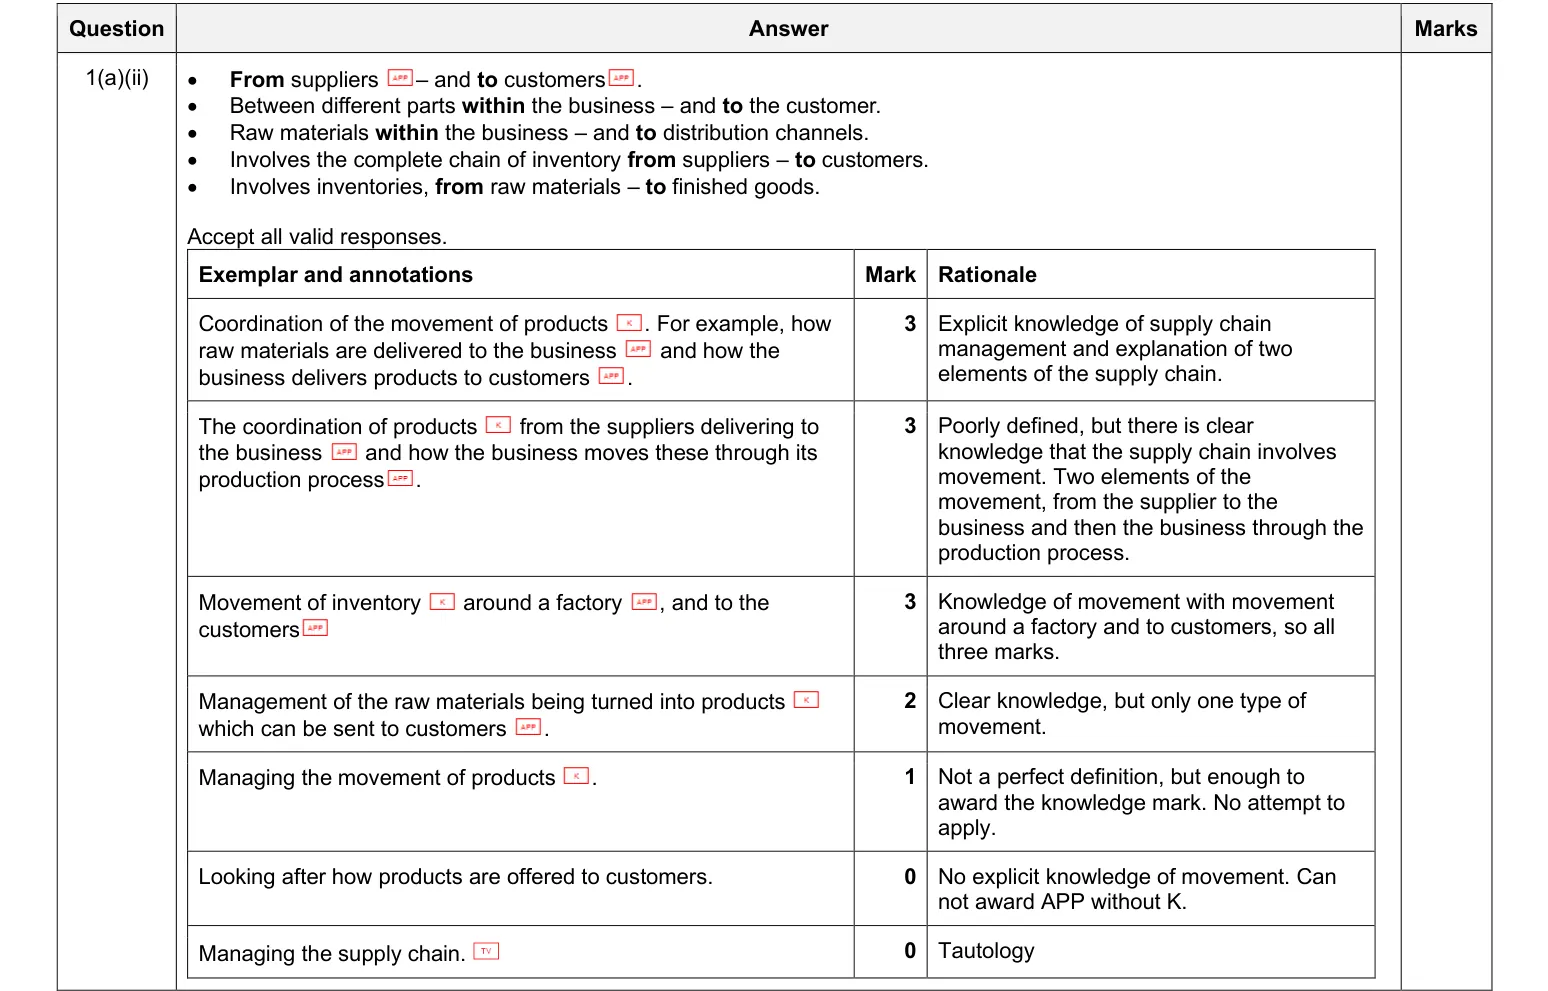 Question Answer Marks
1(a)(ii)
• From suppliers APP – and to customers APP.
• Between different parts within the business – and to the customer.
• Raw materials within the business – and to distribution channels.
• Involves the complete chain of inventory from suppliers – to customers.
• Involves inventories, from raw materials – to finished goods.
Accept all valid responses.
Exemplar and annotations Mark Rationale
Coordination of the movement of products K. For example, how
raw materials are delivered to the business APP and how the
business delivers products to customers APP.
3
Explicit knowledge of supply chain
management and explanation of two
elements of the supply chain.
The coordination of products K from the suppliers delivering to
the business APP and how the business moves these through its
production process APP.
3
Poorly defined, but there is clear
knowledge that the supply chain involves
movement. Two elements of the
movement, from the supplier to the
business and then the business through the
production process.
Movement of inventory K around a factory APP, and to the
customers APP
3
Knowledge of movement with movement
around a factory and to customers, so all
three marks.
Management of the raw materials being turned into products K
which can be sent to customers APP.
2
Clear knowledge, but only one type of
movement.
Managing the movement of products K.
1
Not a perfect definition, but enough to
award the knowledge mark. No attempt to
apply.
Looking after how products are offered to customers.
0
No explicit knowledge of movement. Can
not award APP without K.
Managing the supply chain. TV
0
Tautology